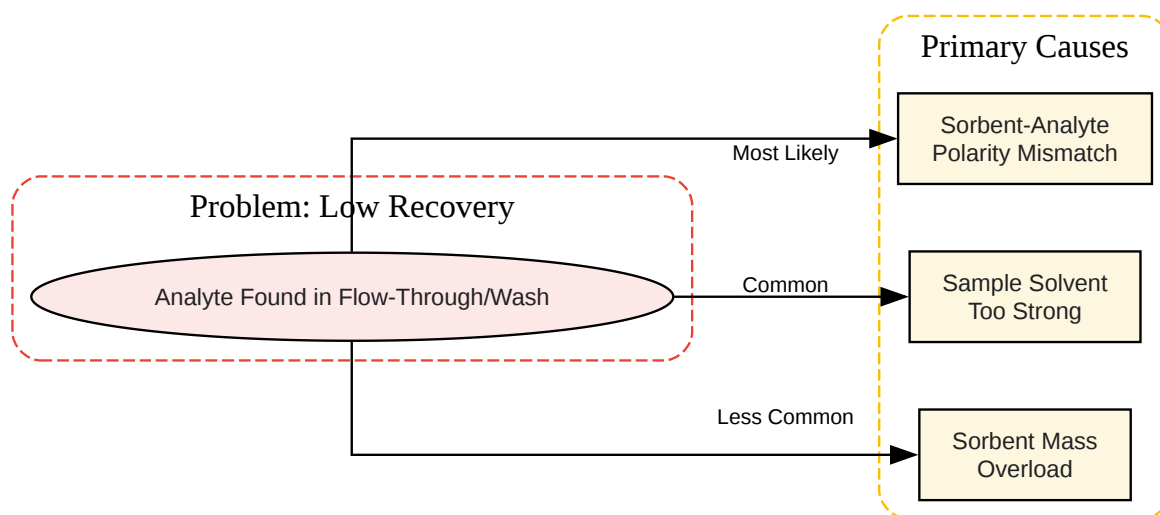 Primary Causes
Sorbent-Analyte
Polarity Mismatch
Most Likely
Problem: Low Recovery
Analyte Found in Flow-Through/Wash
Common
Sample Solvent
Too Strong
Less Common
Sorbent Mass
Overload